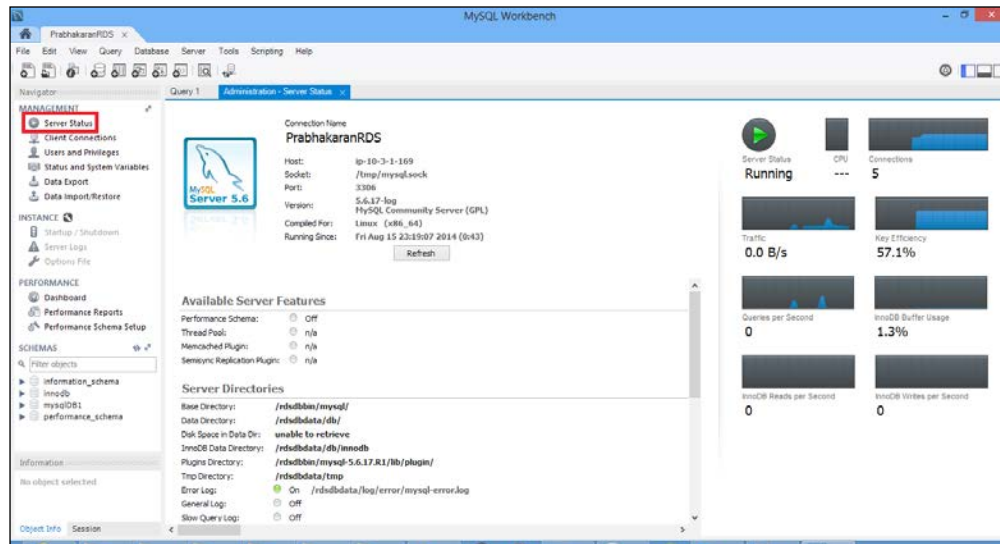 MySQL Workbench
PrabhakaranRDS ×
File Edit View Query Database Server Tools Scripting Help
Navigator
MANAGEMENT
Server Status
Client Connections
Users and Privileges
Status and System Variables
Data Export
Data Import/Restore
INSTANCE
Startup / Shutdown
Server Logs
Options File
PERFORMANCE
Dashboard
Performance Reports
Performance Schema Setup
SCHEMAS
Filter objects
information_schema
innodb
mysqlDB1
performance_schema
Information
No object selected
Object Info Session
Query 1 Administration - Server Status ×
MySQL
Server 5.6
Connection Name
PrabhakaranRDS
Host: ip-10-3-1-169
Socket: /tmp/mysql.sock
Port: 3306
Version: 5.6.17-log
MySQL Community Server (GPL)
Compiled For: Linux (x86_64)
Running Since: Fri Aug 15 23:19:07 2014 (0:43)
Refresh
Available Server Features
Performance Schema: Off
Thread Pool: n/a
Memcached Plugin: n/a
Semisync Replication Plugin: n/a
Server Directories
Base Directory: /rdsdbbin/mysql/
Data Directory: /rdsdbdata/db/
Disk Space in Data Dir: unable to retrieve
InnoDB Data Directory: /rdsdbdata/db/innodb
Plugins Directory: /rdsdbbin/mysql-5.6.17.R1/lib/plugin/
Tmp Directory: /rdsdbdata/tmp
Error Log: On /rdsdbdata/log/error/mysql-error.log
General Log: Off
Slow Query Log: Off
Server Status CPU Connections
Running --- 5
Traffic Key Efficiency
0.0 B/s 57.1%
Queries per Second InnoDB Buffer Usage
0 1.3%
InnoDB Reads per Second InnoDB Writes per Second
0 0